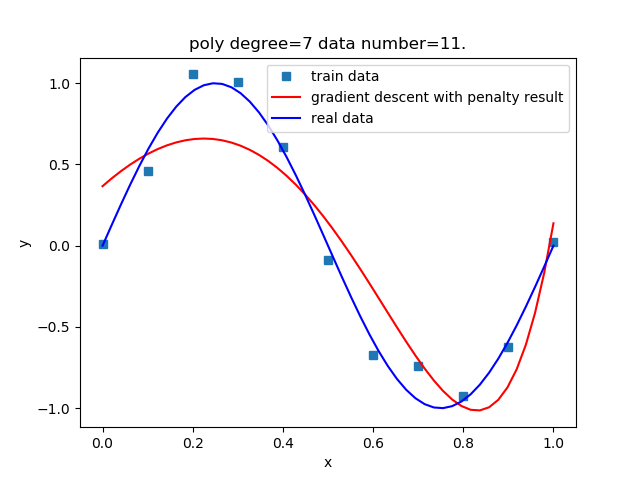 poly degree=7 data number=11.
train data
gradient descent with penalty result
real data
1.0
0.5
0.0
−0.5
−1.0
y
0.0 0.2 0.4 0.6 0.8 1.0
x